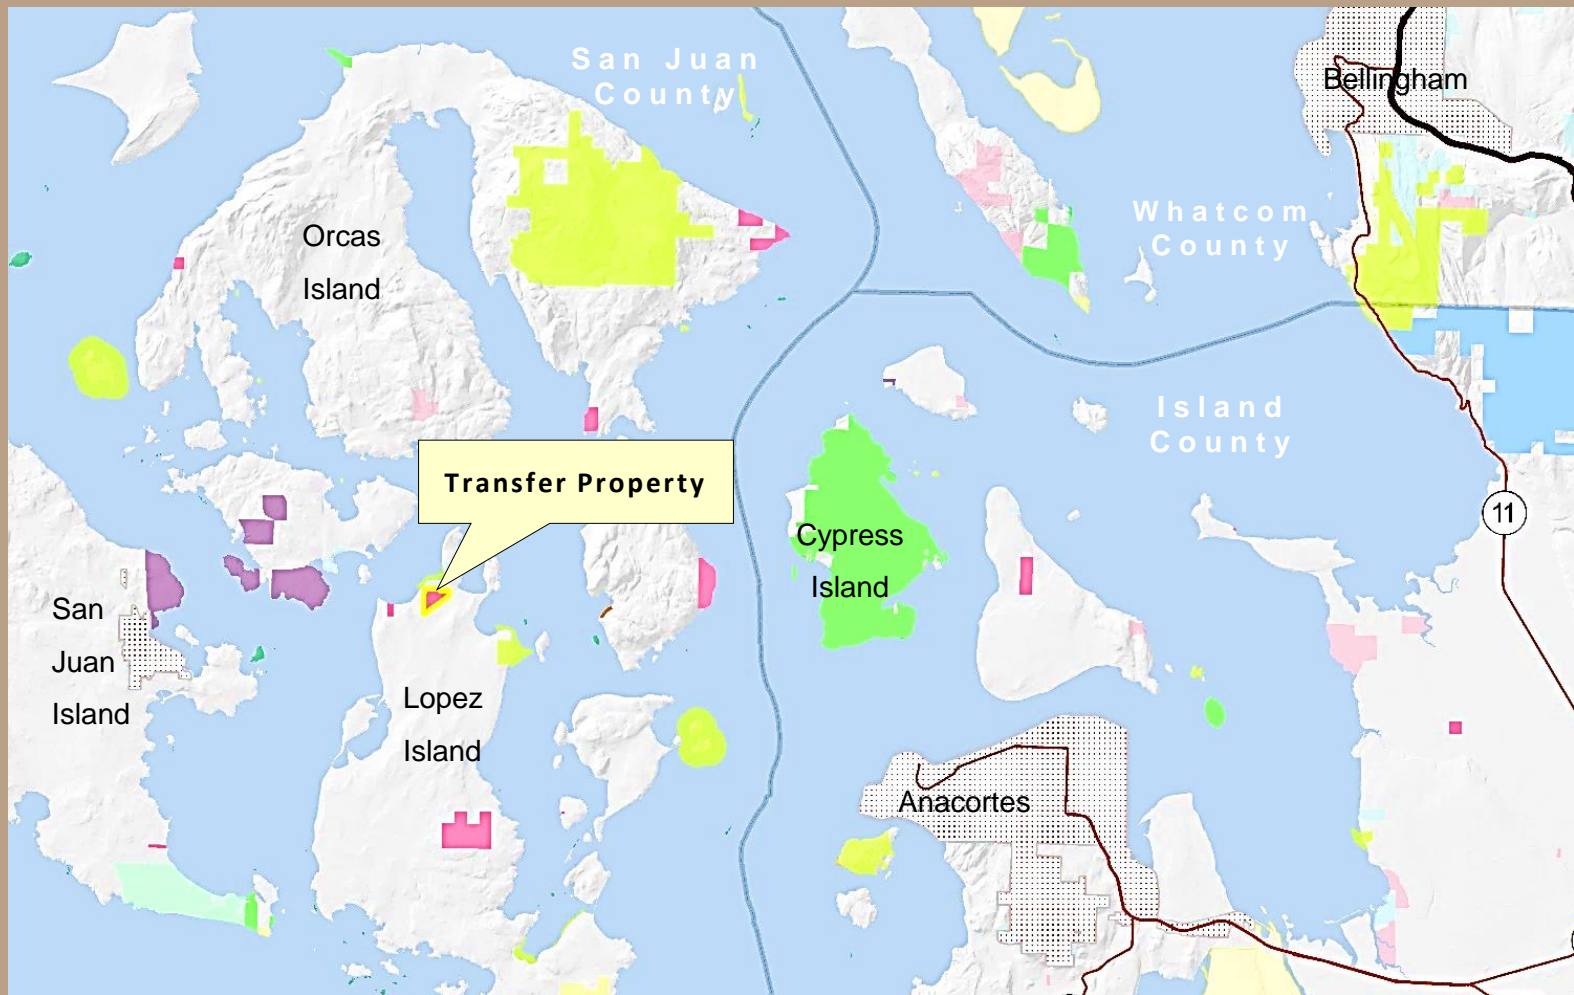 San Juan
County
Bellingham
Whatcom
County
Orcas
Island
Island
County
Transfer Property
11
Cypress
Island
San
Juan
Island
Lopez
Island
Anacortes